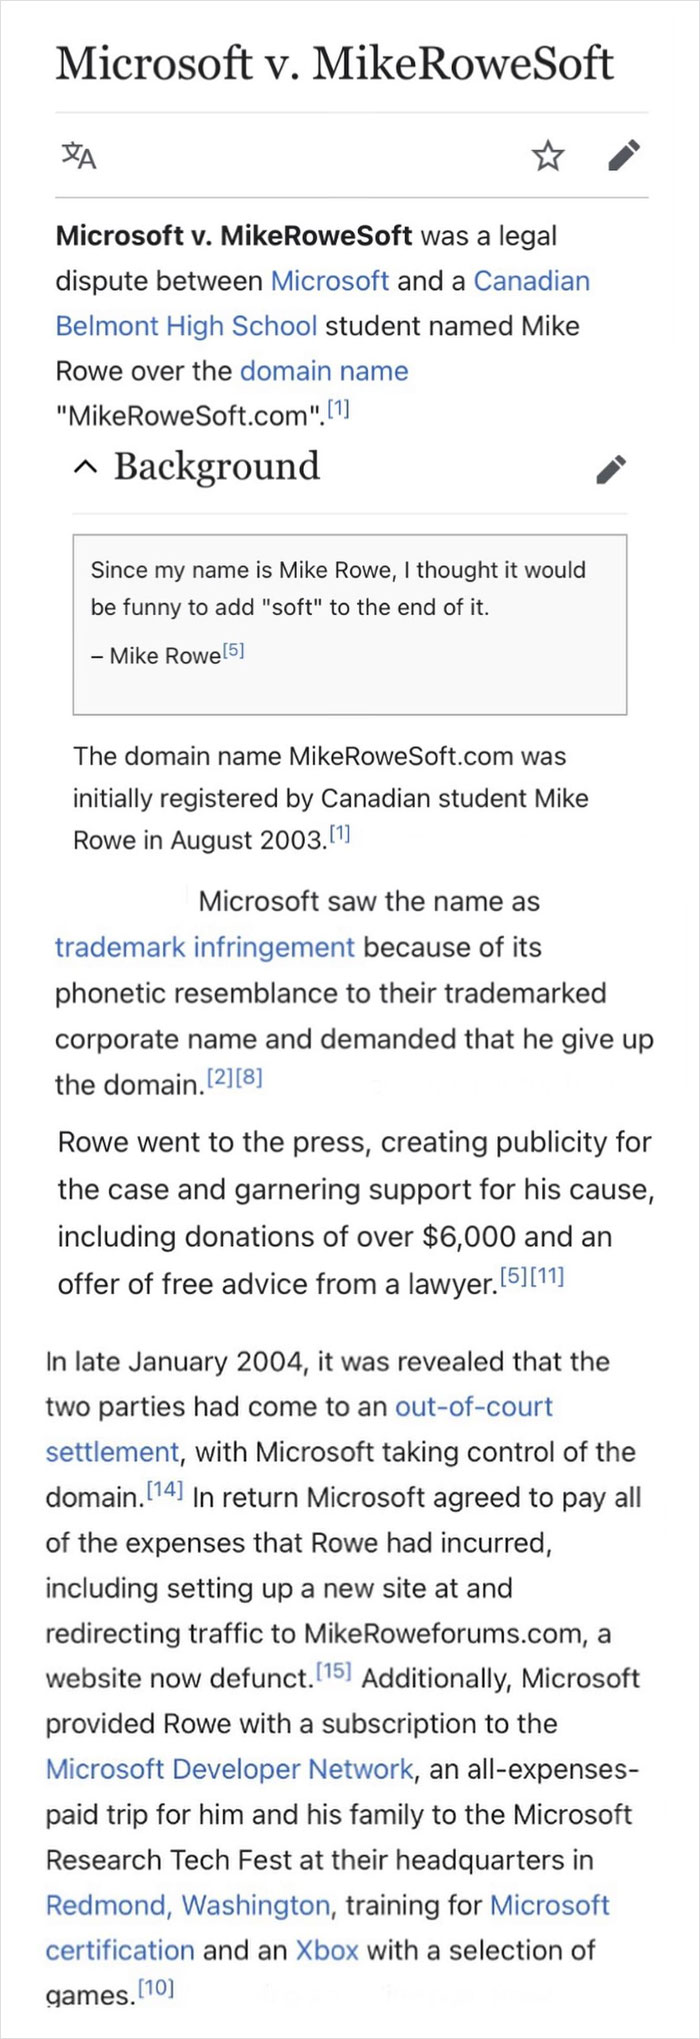 Microsoft v. MikeRoweSoft
Microsoft v. MikeRoweSoft was a legal
dispute between Microsoft and a Canadian
Belmont High School student named Mike
Rowe over the domain name
"MikeRoweSoft.com".[1]
Background
Since my name is Mike Rowe, I thought it would
be funny to add "soft" to the end of it.
– Mike Rowe[5]
The domain name MikeRoweSoft.com was
initially registered by Canadian student Mike
Rowe in August 2003.[1]
Microsoft saw the name as
trademark infringement because of its
phonetic resemblance to their trademarked
corporate name and demanded that he give up
the domain.[2][8]
Rowe went to the press, creating publicity for
the case and garnering support for his cause,
including donations of over $6,000 and an
offer of free advice from a lawyer.[5][11]
In late January 2004, it was revealed that the
two parties had come to an out-of-court
settlement, with Microsoft taking control of the
domain.[14] In return Microsoft agreed to pay all
of the expenses that Rowe had incurred,
including setting up a new site at and
redirecting traffic to MikeRoweforums.com, a
website now defunct.[15] Additionally, Microsoft
provided Rowe with a subscription to the
Microsoft Developer Network, an all-expenses-
paid trip for him and his family to the Microsoft
Research Tech Fest at their headquarters in
Redmond, Washington, training for Microsoft
certification and an Xbox with a selection of
games.[10]